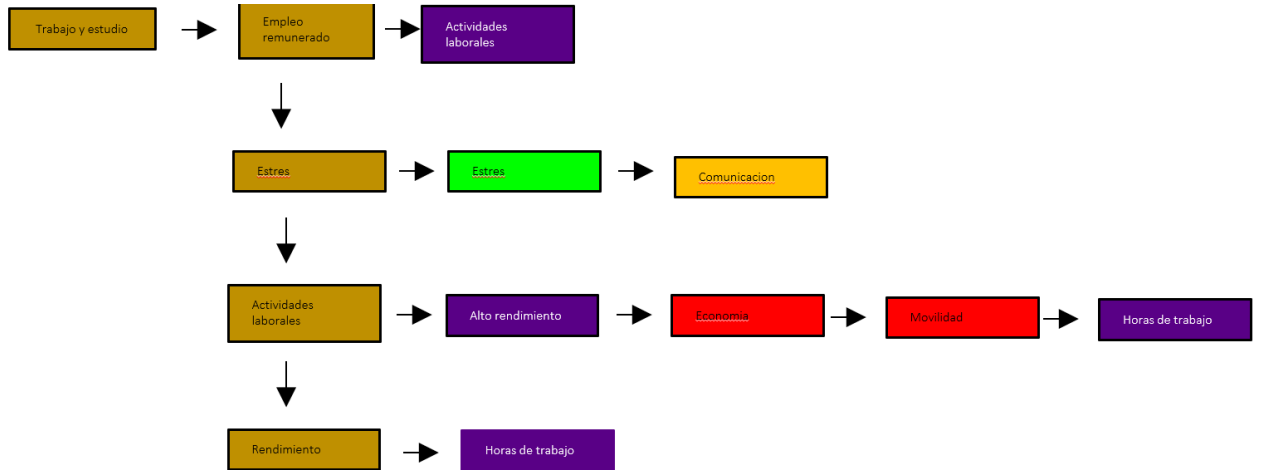 Trabajo y estudio
Empleo
remunerado
Actividades
laborales
Estres
Estres
Comunicacion
Actividades
laborales
Alto rendimiento
Economia
Movilidad
Horas de trabajo
Rendimiento
Horas de trabajo